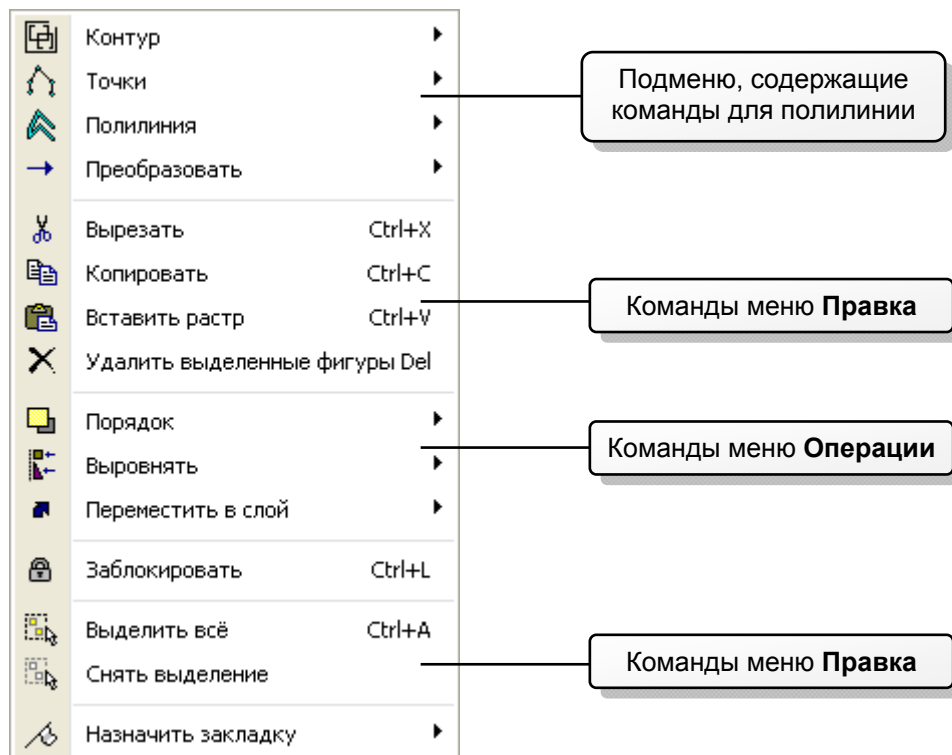 Контур
Точки
Полилиния
Преобразовать
Подменю, содержащие
команды для полилинии
Вырезать Ctrl+X
Копировать Ctrl+C
Вставить растр Ctrl+V
Удалить выделенные фигуры Del
Команды меню Правка
Порядок
Выровнять
Переместить в слой
Команды меню Операции
Заблокировать Ctrl+L
Выделить всё Ctrl+A
Снять выделение
Команды меню Правка
Назначить закладку